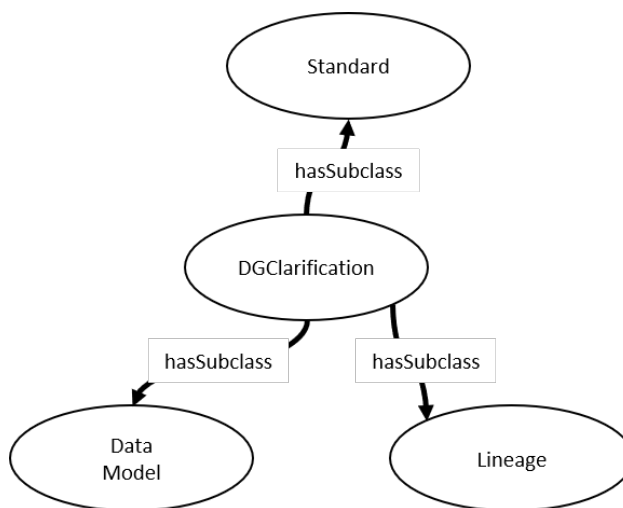 Standard
hasSubclass
DGClarification
hasSubclass
hasSubclass
Data
Model
Lineage